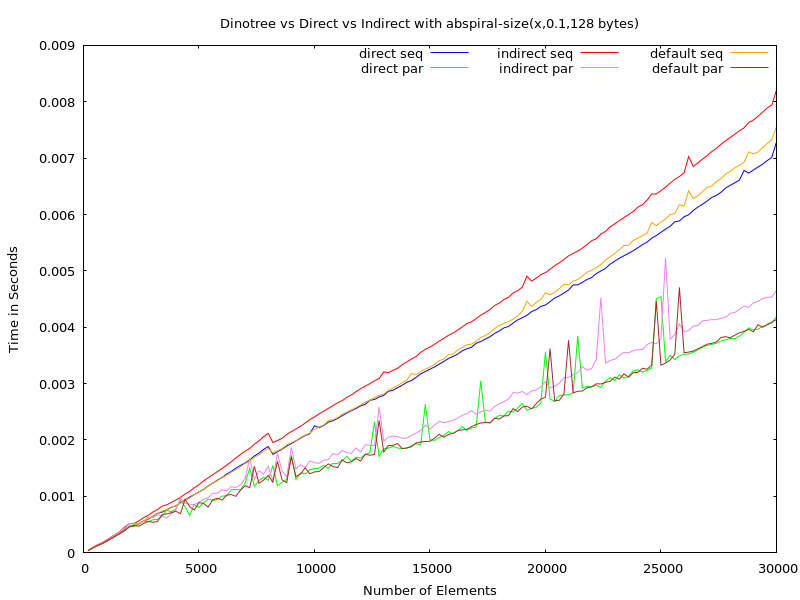 Dinotree vs Direct vs Indirect with abspiral-size(x,0.1,128 bytes)
direct seq indirect seq default seq
direct par indirect par default par
0.009
0.008
0.007
0.006
0.005
0.004
0.003
0.002
0.001
0
Time in Seconds
0 5000 10000 15000 20000 25000 30000
Number of Elements